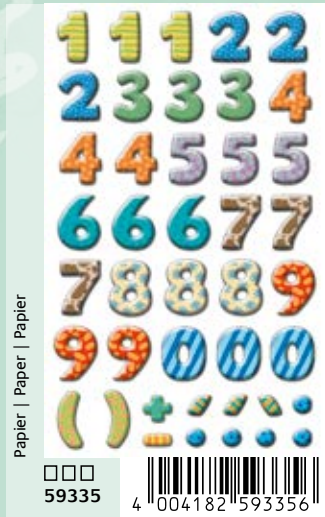 1 1 1 2 2
2 3 3 3 4
4 4 5 5 5
6 6 6 7 7
7 8 8 8 9
9 9 0 0 0
( ) +
-
Papier | Paper | Papier
□□□
59335
4 004182 593356